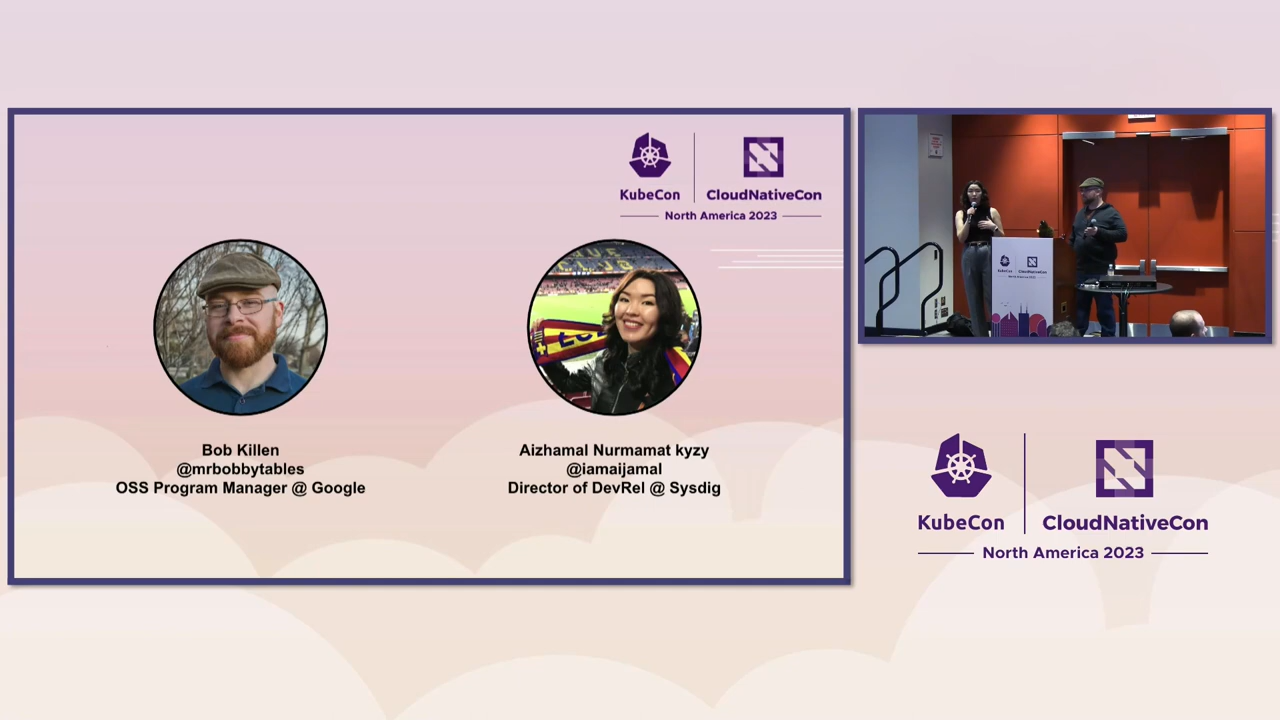 KubeCon
CloudNativeCon
North America 2023
Bob Killen
@mrbobbytables
OSS Program Manager @ Google
Aizhamal Nurmamat kyzy
@iamaijamal
Director of DevRel @ Sysdig
KubeCon
CloudNativeCon
North America 2023